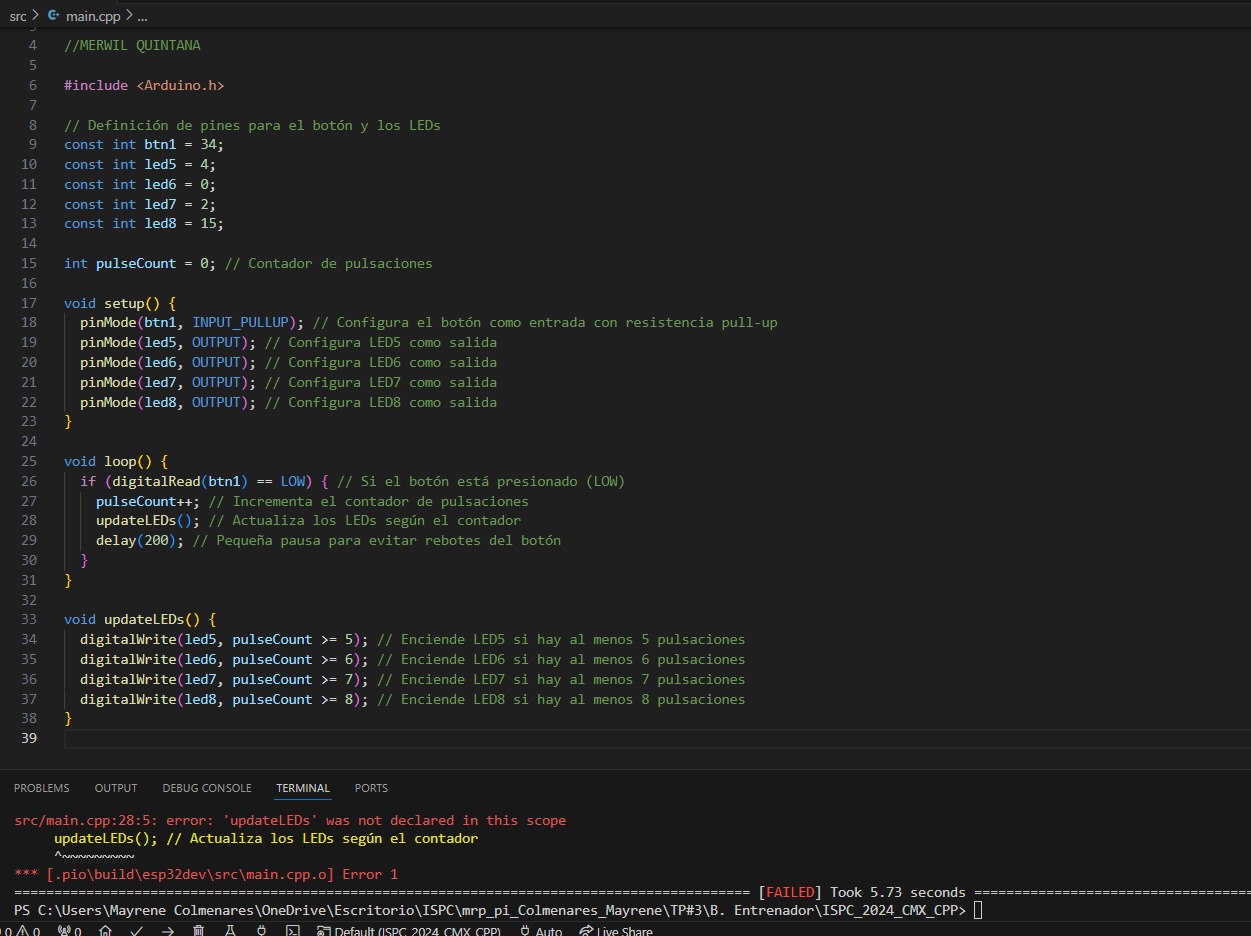 src > main.cpp > ...
4 //MERWIL QUINTANA
5
6 #include <Arduino.h>
7
8 // Definición de pines para el botón y los LEDs
9 const int btn1 = 34;
10 const int led5 = 4;
11 const int led6 = 0;
12 const int led7 = 2;
13 const int led8 = 15;
14
15 int pulseCount = 0; // Contador de pulsaciones
16
17 void setup() {
18 pinMode(btn1, INPUT_PULLUP); // Configura el botón como entrada con resistencia pull-up
19 pinMode(led5, OUTPUT); // Configura LED5 como salida
20 pinMode(led6, OUTPUT); // Configura LED6 como salida
21 pinMode(led7, OUTPUT); // Configura LED7 como salida
22 pinMode(led8, OUTPUT); // Configura LED8 como salida
23 }
24
25 void loop() {
26 if (digitalRead(btn1) == LOW) { // Si el botón está presionado (LOW)
27 pulseCount++; // Incrementa el contador de pulsaciones
28 updateLEDs(); // Actualiza los LEDs según el contador
29 delay(200); // Pequeña pausa para evitar rebotes del botón
30 }
31 }
32
33 void updateLEDs() {
34 digitalWrite(led5, pulseCount >= 5); // Enciende LED5 si hay al menos 5 pulsaciones
35 digitalWrite(led6, pulseCount >= 6); // Enciende LED6 si hay al menos 6 pulsaciones
36 digitalWrite(led7, pulseCount >= 7); // Enciende LED7 si hay al menos 7 pulsaciones
37 digitalWrite(led8, pulseCount >= 8); // Enciende LED8 si hay al menos 8 pulsaciones
38 }
39
PROBLEMS OUTPUT DEBUG CONSOLE TERMINAL PORTS
src/main.cpp:28:5: error: 'updateLEDs' was not declared in this scope
updateLEDs(); // Actualiza los LEDs según el contador
^~~~~~~~~~
*** [.pio\build\esp32dev\src\main.cpp.o] Error 1
============================================ [FAILED] Took 5.73 seconds ============================================
PS C:\Users\Mayrene Colmenares\OneDrive\Escritorio\ISPC\mrp_pi_Colmenares_Mayrene\TP#3\B. Entrenador\ISPC_2024_CMX_CPP>
0 0 0 Default (ISPC_2024_CMX_CPP) Auto Live Share